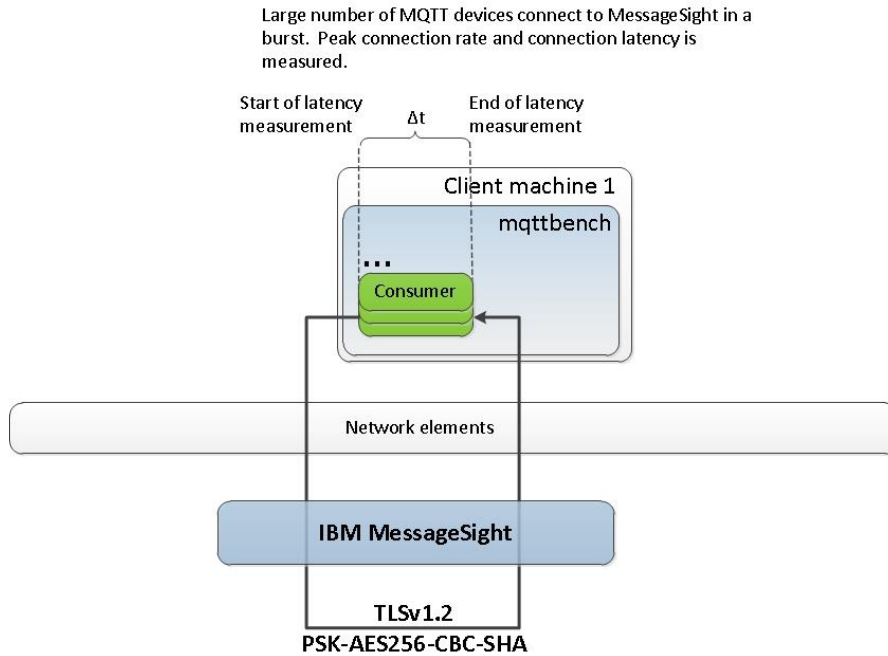 Large number of MQTT devices connect to MessageSight in a
burst.  Peak connection rate and connection latency is
measured.
Start of latency
measurement
Δt
End of latency
measurement
Client machine 1
mqttbench
...
Consumer
Network elements
IBM MessageSight
TLSv1.2
PSK-AES256-CBC-SHA